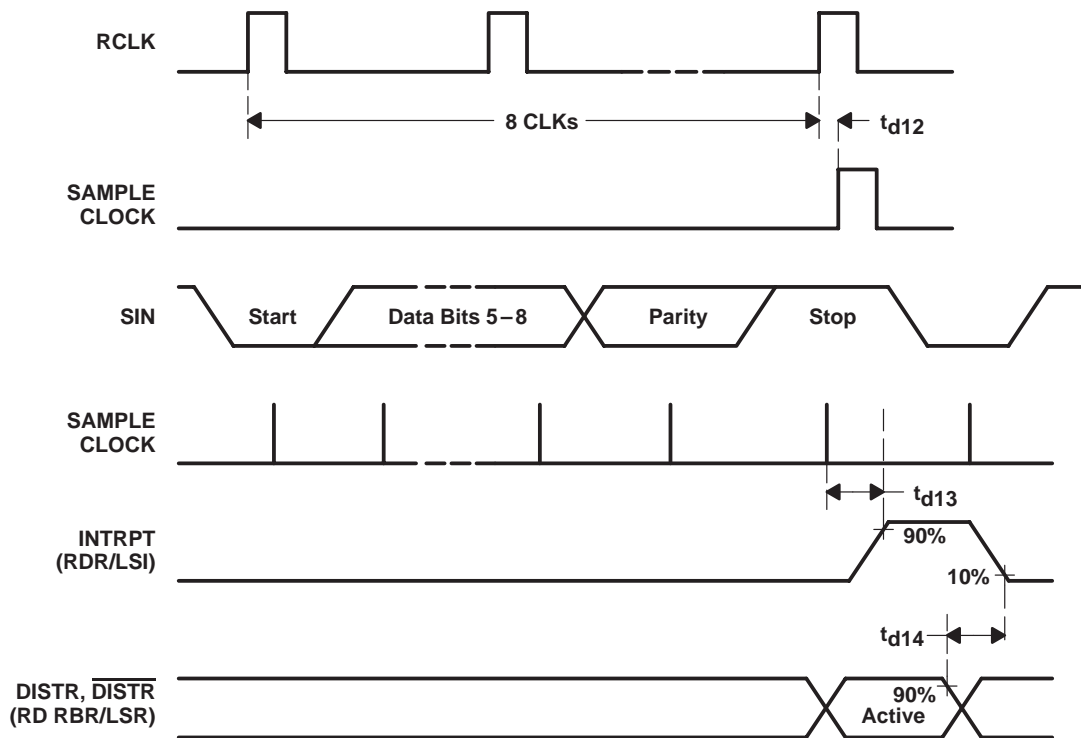 RCLK
8 CLKs
td12
SAMPLE
CLOCK
SIN
Start
Data Bits 5–8
Parity
Stop
SAMPLE
CLOCK
td13
INTRPT
(RDR/LSI)
90%
10%
td14
DISTR, DISTR
(RD RBR/LSR)
90%
Active